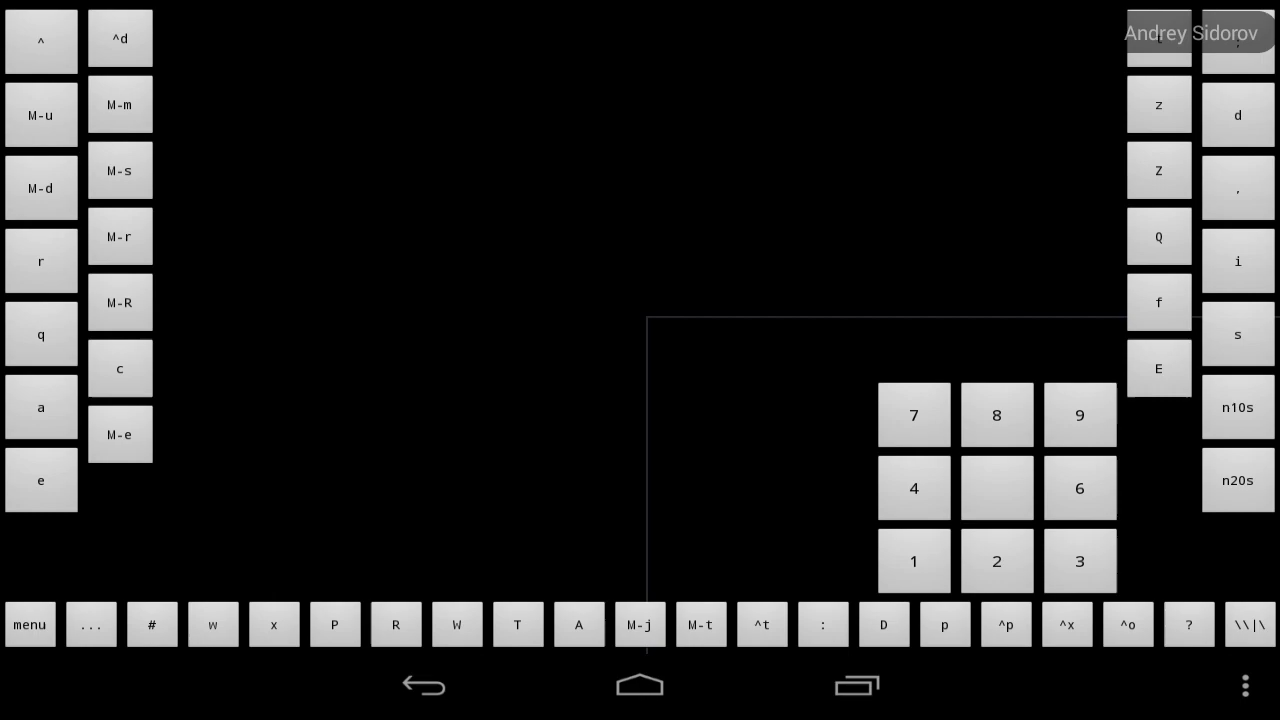 ^ ^d Andrey Sidorov
M-u M-m z d
M-d M-s Z ,
r M-r Q i
q M-R f s
a c E n10s
e M-e n20s
7 8 9
4 6
1 2 3
menu ... # w x P R W T A M-j M-t ^t : D p ^p ^x ^o ? \\|\